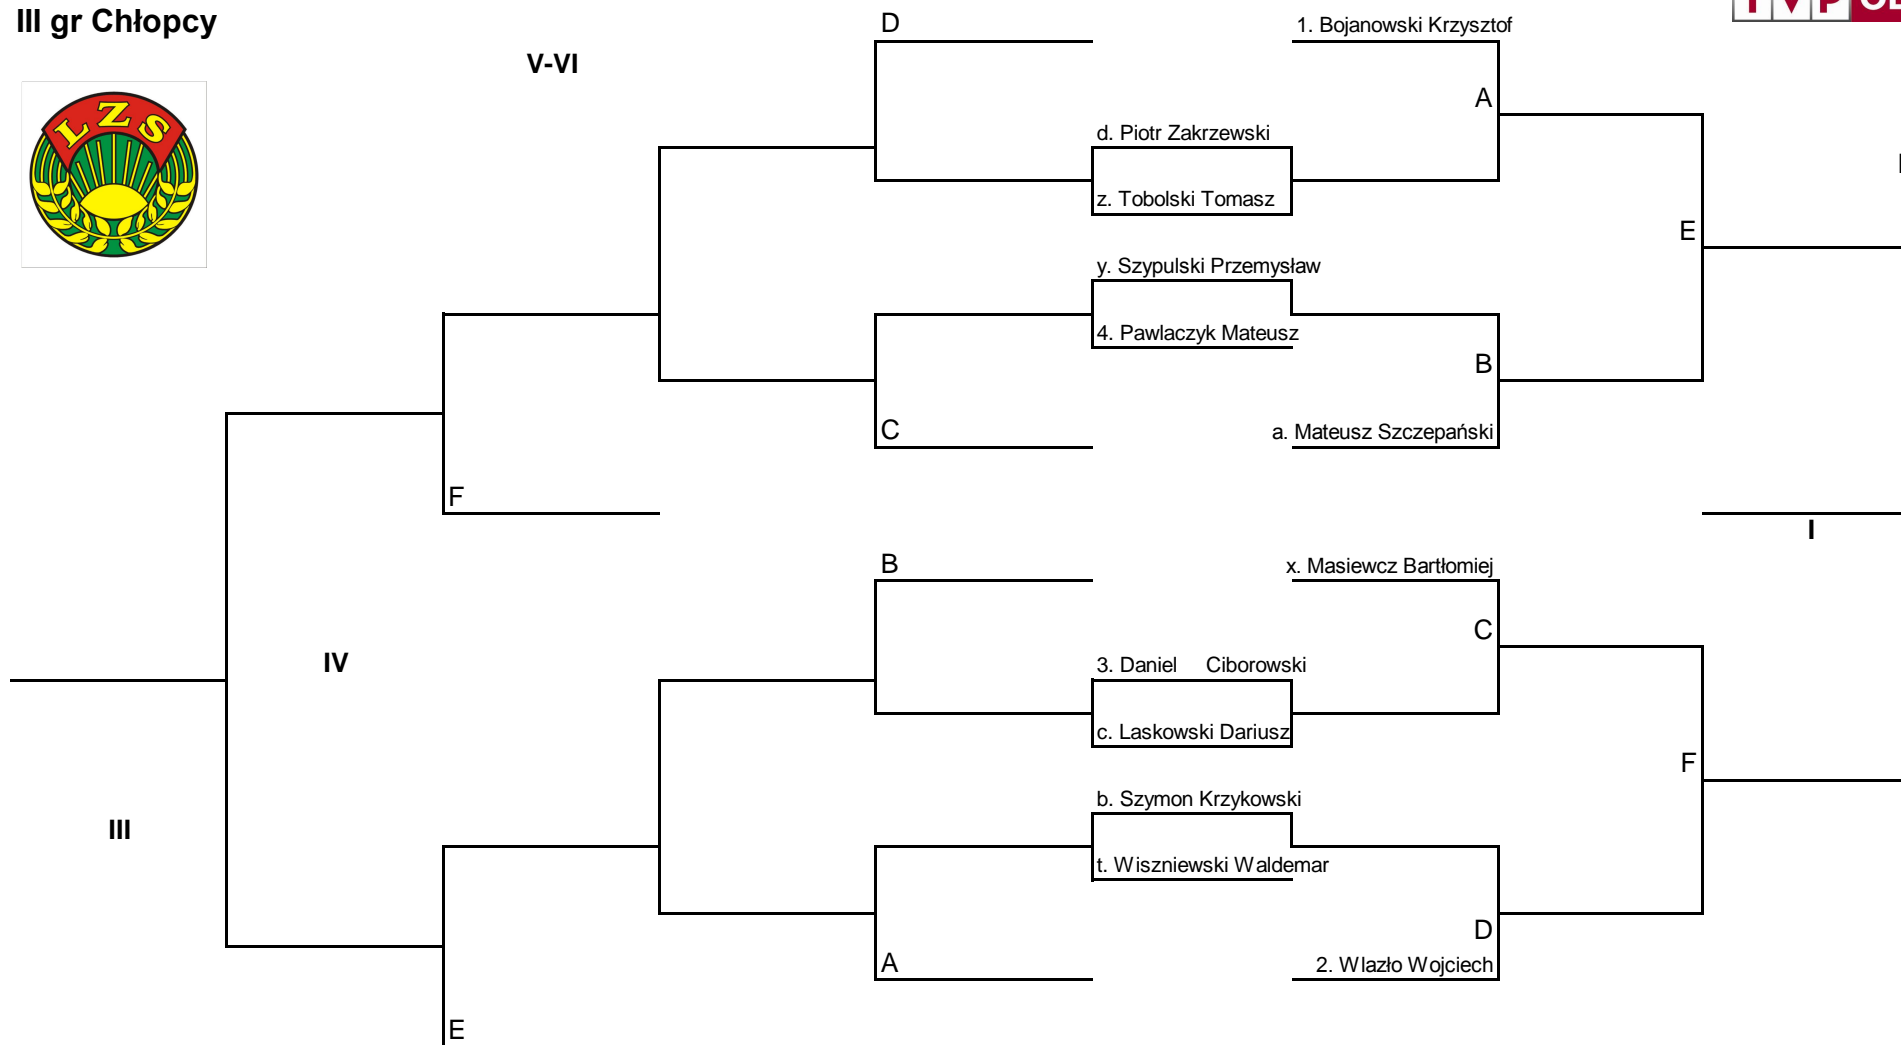 III gr Chłopcy
TVP
LZS
D
1. Bojanowski Krzysztof
V-VI
A
d. Piotr Zakrzewski
z. Tobolski Tomasz
E
y. Szypulski Przemysław
4. Pawlaczyk Mateusz
B
C
a. Mateusz Szczepański
F
I
B
x. Masiewcz Bartłomiej
C
IV
3. Daniel Ciborowski
c. Laskowski Dariusz
F
b. Szymon Krzykowski
III
t. Wiszniewski Waldemar
D
A
2. Wlazło Wojciech
E